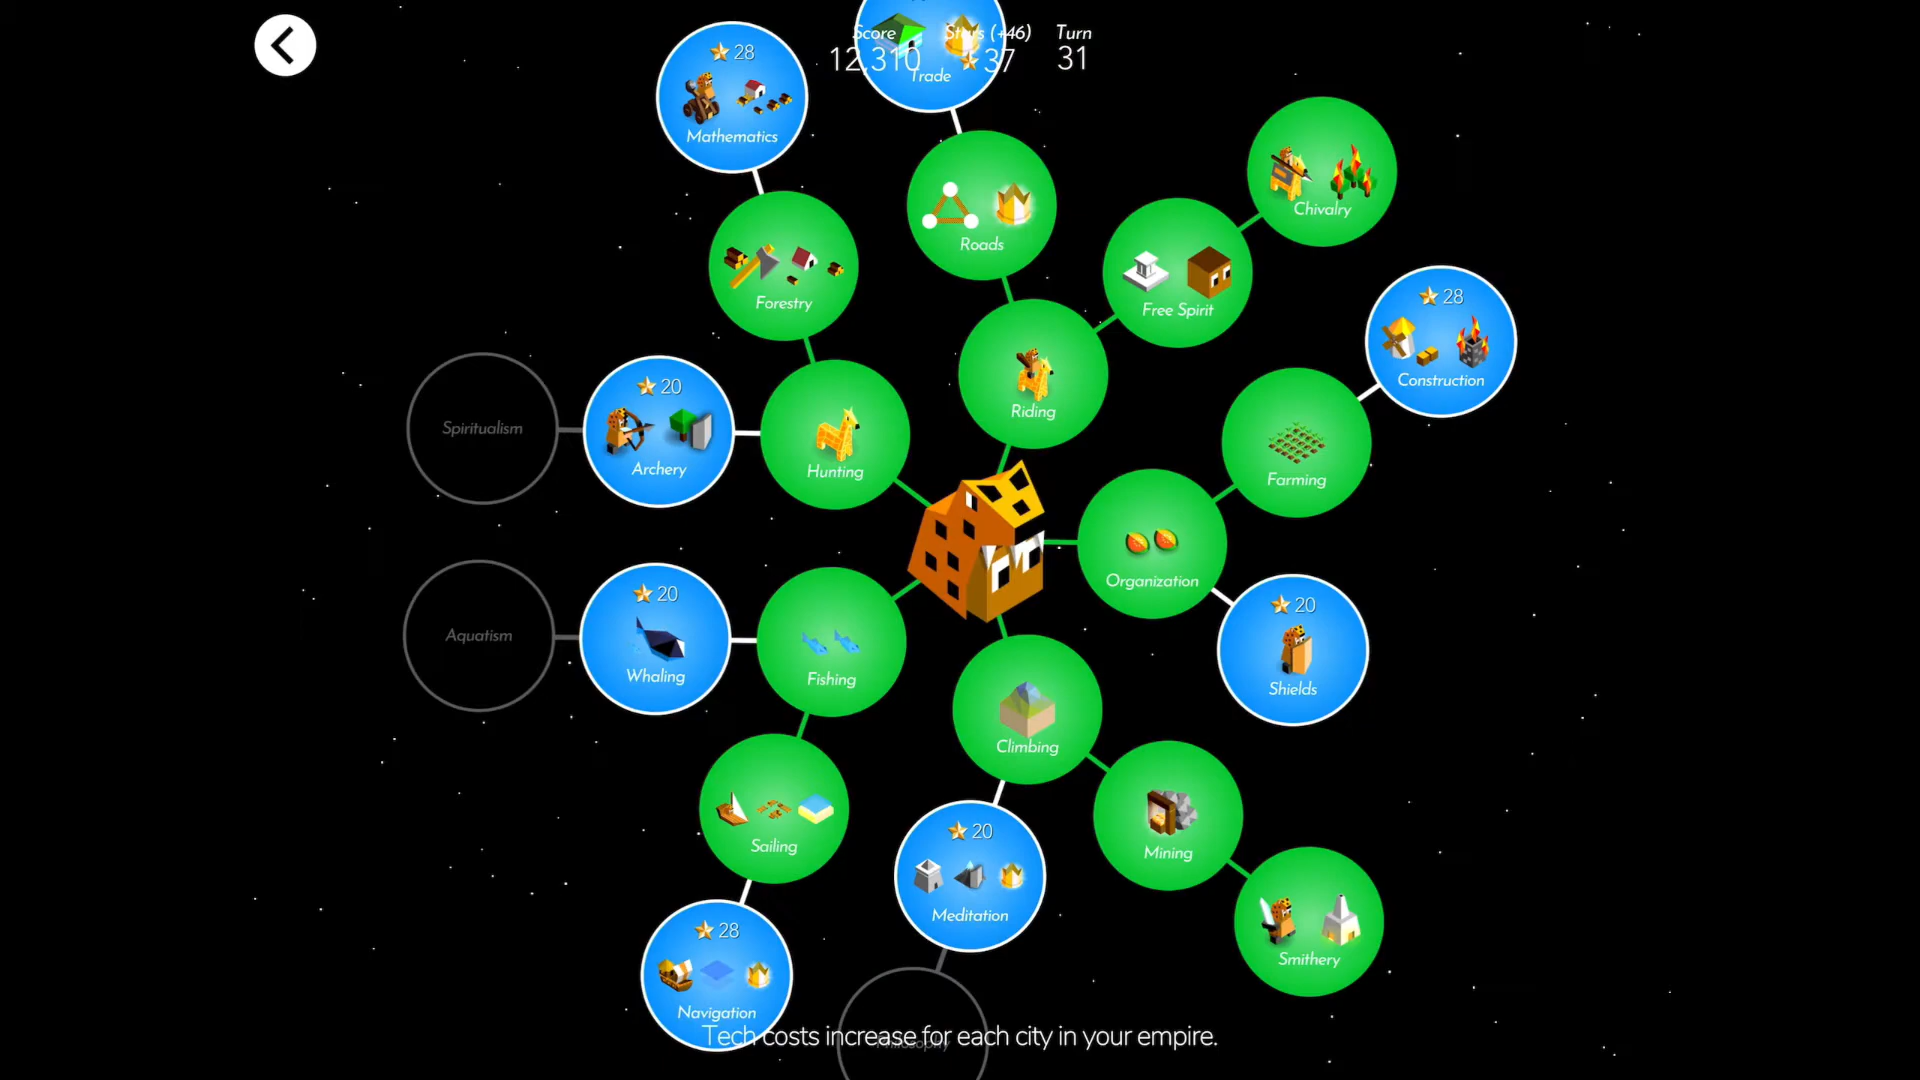 Score
Stars (+46)
Turn
12,310
37
31
Trade
28
Mathematics
Chivalry
Roads
Free Spirit
Forestry
28
Construction
Riding
Spiritualism
20
Archery
Hunting
Farming
Organization
20
Shields
Aquatism
20
Whaling
Fishing
Climbing
Sailing
Mining
20
Meditation
Smithery
28
Navigation
Philosophy
Tech costs increase for each city in your empire.